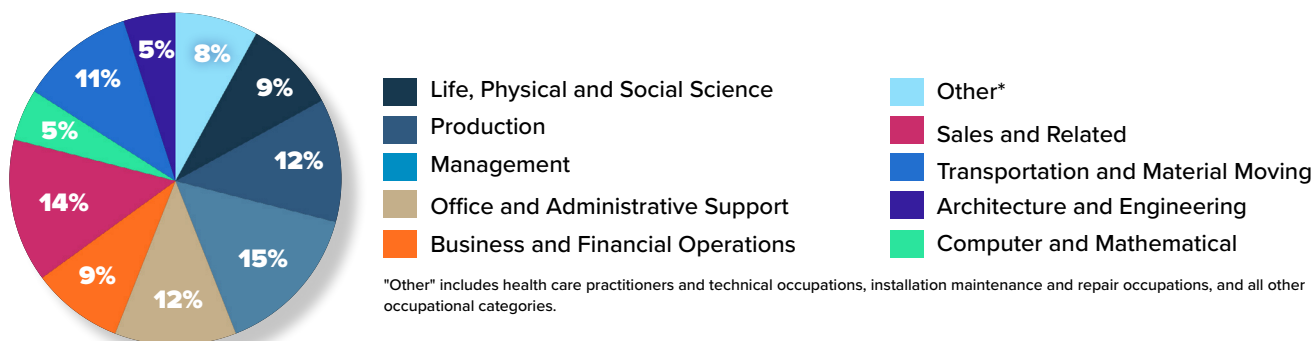 5%
8%
11%
9%
5%
12%
14%
15%
9%
12%
Life, Physical and Social Science
Production
Management
Office and Administrative Support
Business and Financial Operations
Other*
Sales and Related
Transportation and Material Moving
Architecture and Engineering
Computer and Mathematical
"Other" includes health care practitioners and technical occupations, installation maintenance and repair occupations, and all other
occupational categories.